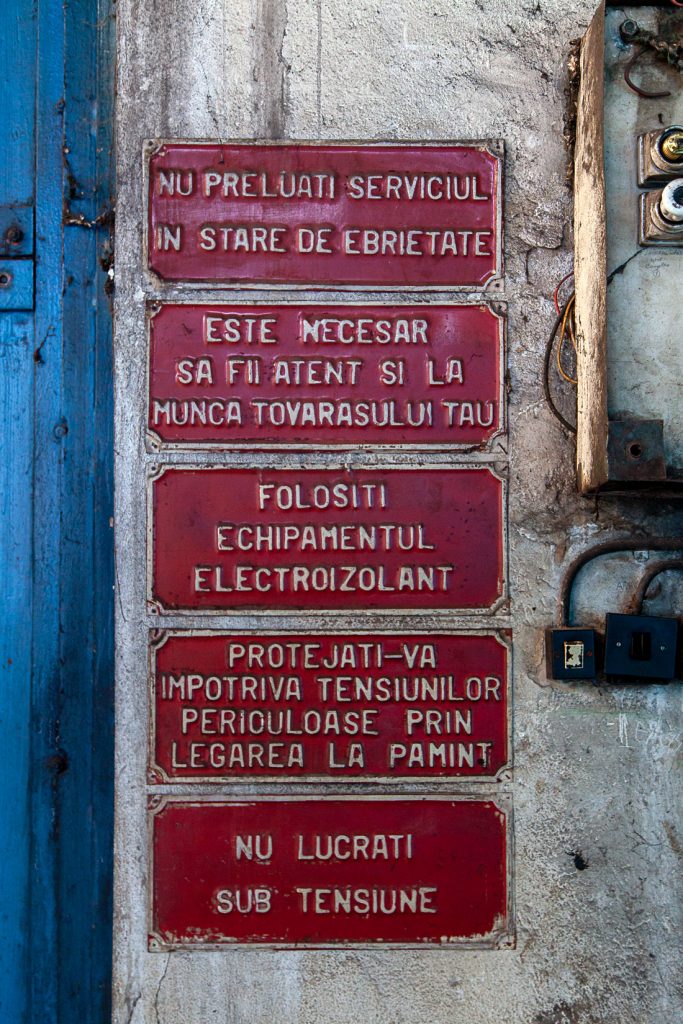 NU PRELUATI SERVICIUL
IN STARE DE EBRIETATE
ESTE NECESAR
SA FII ATENT SI LA
MUNCA TOVARASULUI TAU
FOLOSITI
ECHIPAMENTUL
ELECTROIZOLANT
PROTEJATI-VA
IMPOTRIVA TENSIUNILOR
PERICULOASE PRIN
LEGAREA LA PAMINT
NU LUCRATI
SUB TENSIUNE